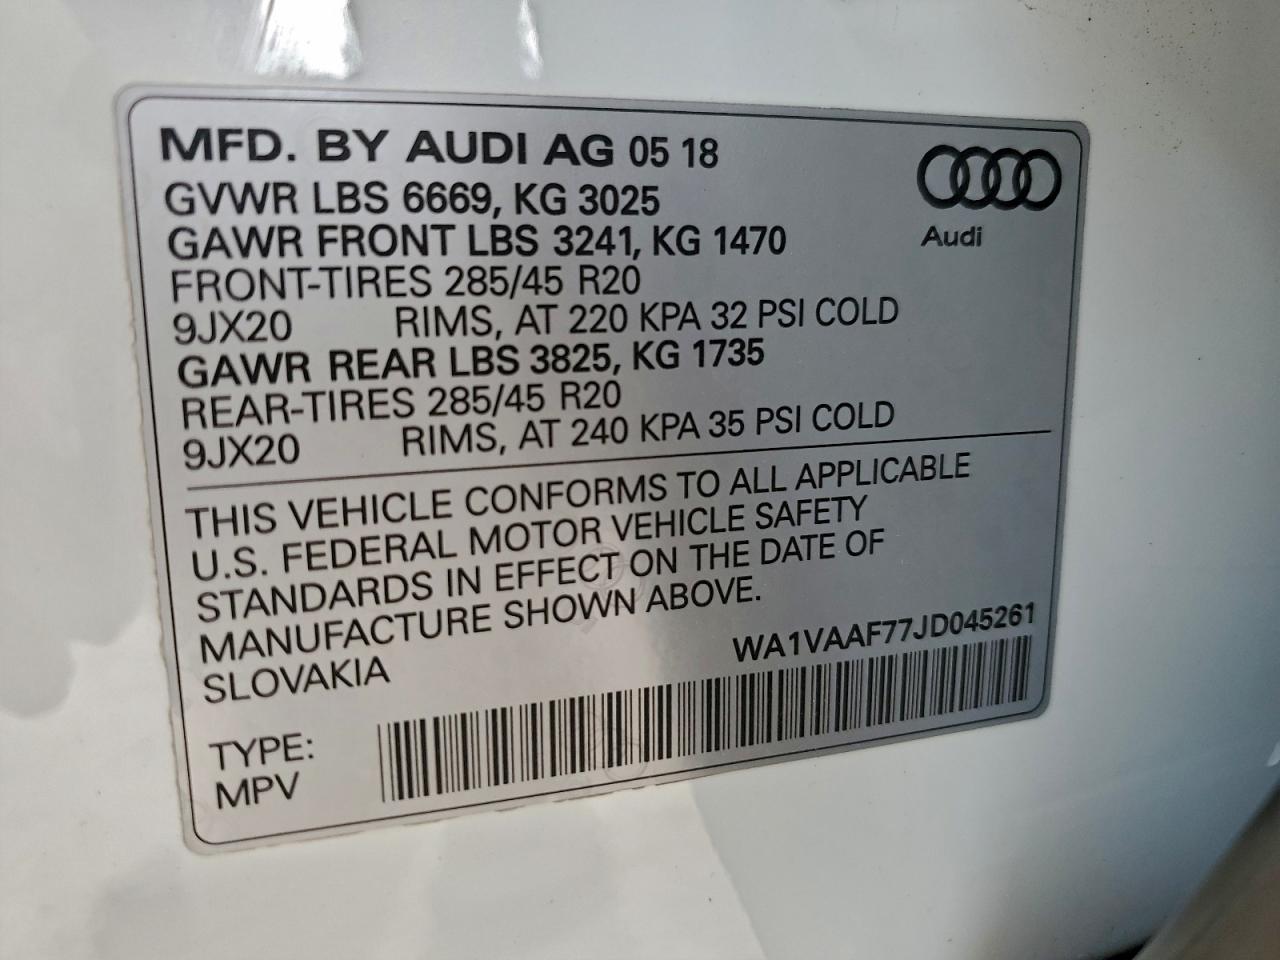 MFD. BY AUDI AG 05 18
GVWR LBS 6669, KG 3025
GAWR FRONT LBS 3241, KG 1470
FRONT-TIRES 285/45 R20
9JX20 RIMS, AT 220 KPA 32 PSI COLD
GAWR REAR LBS 3825, KG 1735
REAR-TIRES 285/45 R20
9JX20 RIMS, AT 240 KPA 35 PSI COLD
Audi
THIS VEHICLE CONFORMS TO ALL APPLICABLE
U.S. FEDERAL MOTOR VEHICLE SAFETY
STANDARDS IN EFFECT ON THE DATE OF
MANUFACTURE SHOWN ABOVE.
SLOVAKIA
WA1VAAF77JD045261
TYPE:
MPV